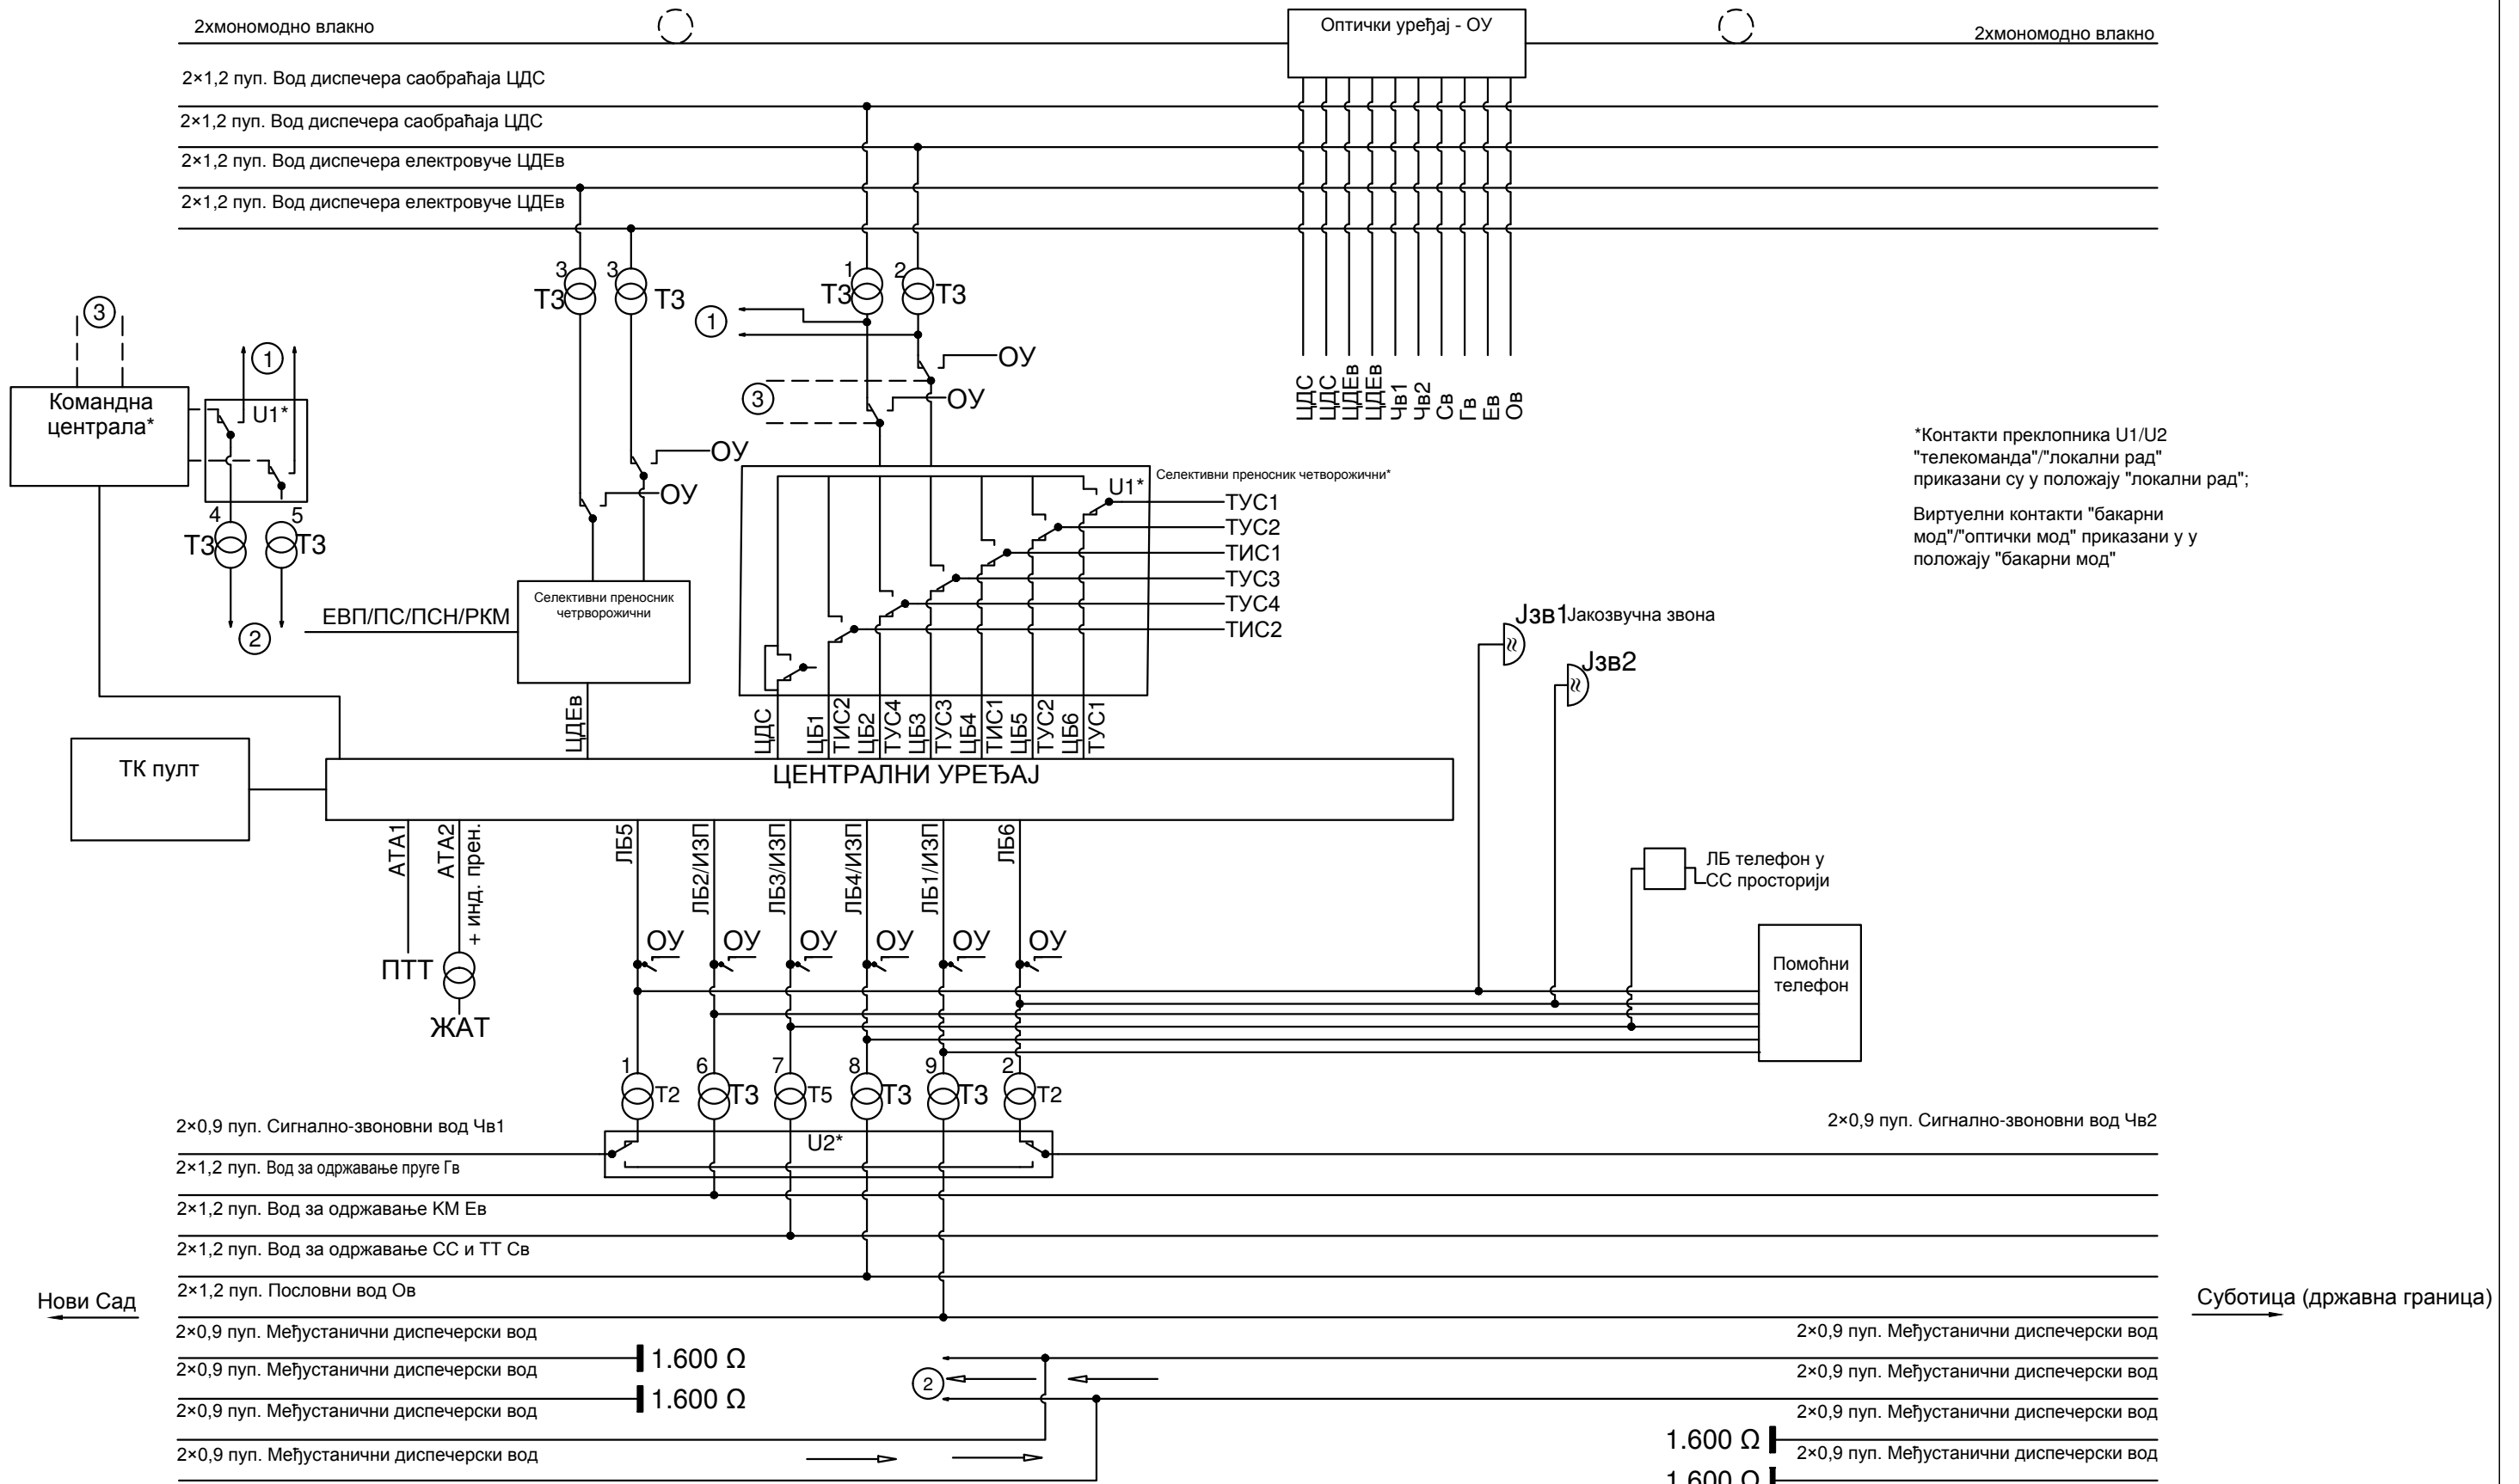 2хмономодно влакно
Оптички уређај - ОУ
2хмономодно влакно
2×1,2 пуп. Вод диспечера саобраћаја ЦДС
2×1,2 пуп. Вод диспечера саобраћаја ЦДС
2×1,2 пуп. Вод диспечера електровуче ЦДЕв
2×1,2 пуп. Вод диспечера електровуче ЦДЕв
ЦДС
ЦДС
ЦДЕв
ЦДЕв
Чв1
Чв2
Св
Гв
Ев
Ов
3
Т3
3
Т3
1
Т3
2
Т3
1
3
1
3
ОУ
ОУ
ОУ
ОУ
Командна
централа*
U1*
4
Т3
5
Т3
2
*Контакти преклопника U1/U2
"телекоманда"/"локални рад"
приказани су у положају "локални рад";
Виртуелни контакти "бакарни
мод"/"оптички мод" приказани у у
положају "бакарни мод"
Селективни преносник четворожични*
U1*
ТУС1
ТУС2
ТИС1
ТУС3
ТУС4
ТИС2
ЕВП/ПС/ПСН/РКМ
Селективни преносник
четрворожични
Јзв1
Јакозвучна звона
Јзв2
ЦДЕв
ЦДС
ЦБ1
ТИС2
ЦБ2
ТУС4
ЦБ3
ТУС3
ЦБ4
ТИС1
ЦБ5
ТУС2
ЦБ6
ТУС1
ТК пулт
ЦЕНТРАЛНИ УРЕЂАЈ
АТА1
АТА2
+ инд. прен.
ЛБ5
ЛБ2/ИЗП
ЛБ3/ИЗП
ЛБ4/ИЗП
ЛБ1/ИЗП
ЛБ6
ЛБ телефон у
СС просторији
ОУ
ОУ
ОУ
ОУ
ОУ
ОУ
ПТТ
ЖАТ
Помоћни
телефон
1
Т2
6
Т3
7
Т5
8
Т3
9
Т3
2
Т2
2×0,9 пуп. Сигнално-звоновни вод Чв1
U2*
2×0,9 пуп. Сигнално-звоновни вод Чв2
2×1,2 пуп. Вод за одржавање пруге Гв
2×1,2 пуп. Вод за одржавање КМ Ев
2×1,2 пуп. Вод за одржавање СС и ТТ Св
2×1,2 пуп. Пословни вод Ов
Нови Сад
Суботица (државна граница)
2×0,9 пуп. Међустанични диспечерски вод
2×0,9 пуп. Међустанични диспечерски вод
1.600 Ω
2×0,9 пуп. Међустанични диспечерски вод
2×0,9 пуп. Међустанични диспечерски вод
2
1.600 Ω
2×0,9 пуп. Међустанични диспечерски вод
2×0,9 пуп. Међустанични диспечерски вод
1.600 Ω
2×0,9 пуп. Међустанични диспечерски вод
2×0,9 пуп. Међустанични диспечерски вод
1.600 Ω